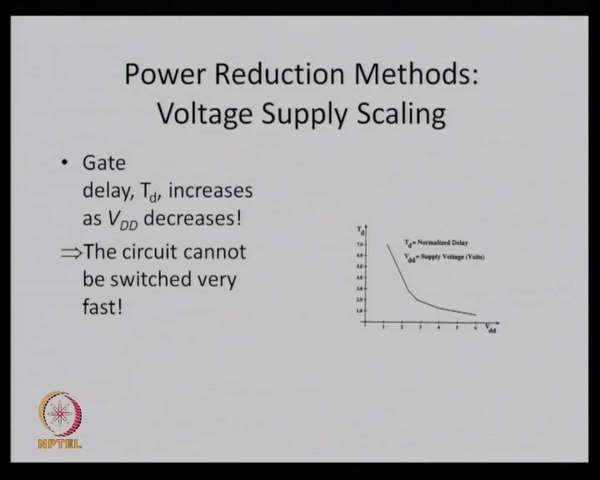 Power Reduction Methods:
Voltage Supply Scaling
• Gate
delay, Td, increases
as VDD decreases!
⇒The circuit cannot
be switched very
fast!
Td
Td= Normalized Delay
Vdd= Supply Voltage (Volts)
7.0
6.0
5.0
4.0
3.0
2.0
1.0
1 2 3 4 5 6 Vdd
NPTEL